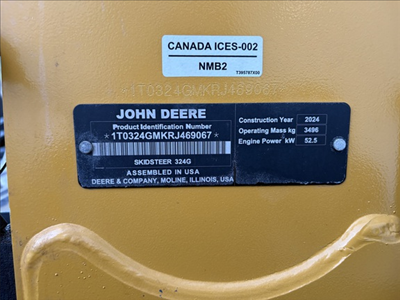 CANADA ICES-002
NMB2
T390787X50
JOHN DEERE
Product Identification Number
*1T0324GMKRJ469067*
SKIDSTEER 324G
ASSEMBLED IN USA
DEERE & COMPANY, MOLINE, ILLINOIS, USA
Construction Year 2024
Operating Mass kg 3496
Engine Power kW 52.5